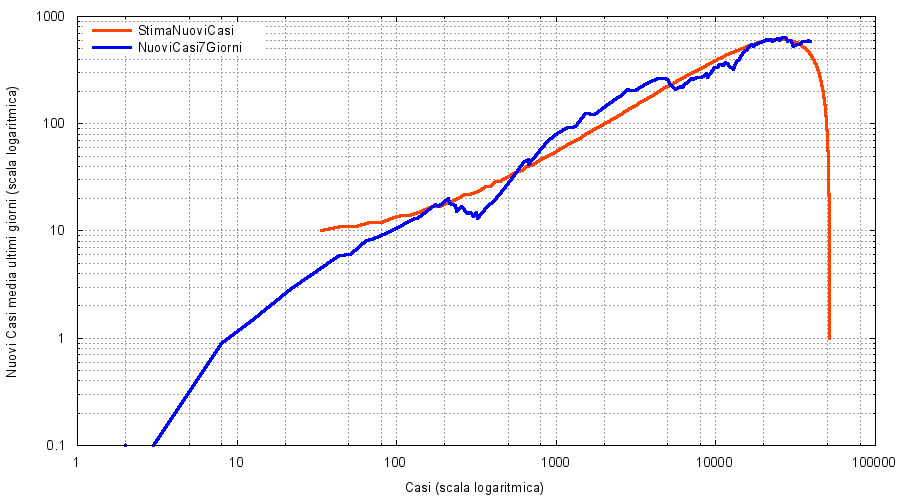 StimaNuoviCasi
NuoviCasi7Giorni
Nuovi Casi media ultimi giorni (scala logaritmica)
1000
100
10
1
0.1
1
10
100
1000
10000
100000
Casi (scala logaritmica)